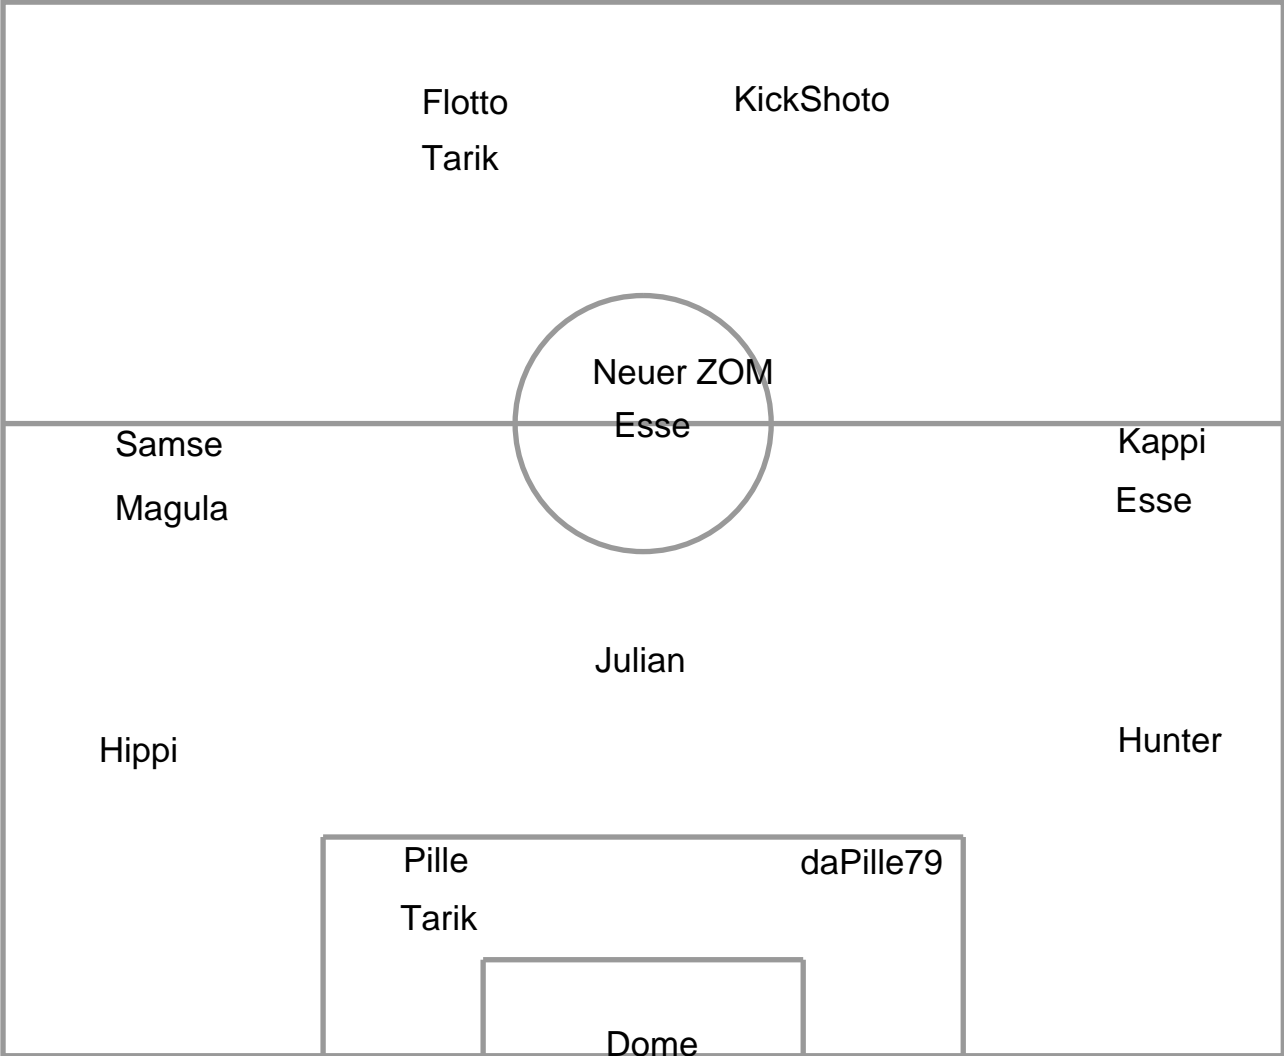 Flotto
KickShoto
Tarik
Neuer ZOM
Esse
Samse
Kappi
Magula
Esse
Julian
Hippi
Hunter
Pille
daPille79
Tarik
Dome